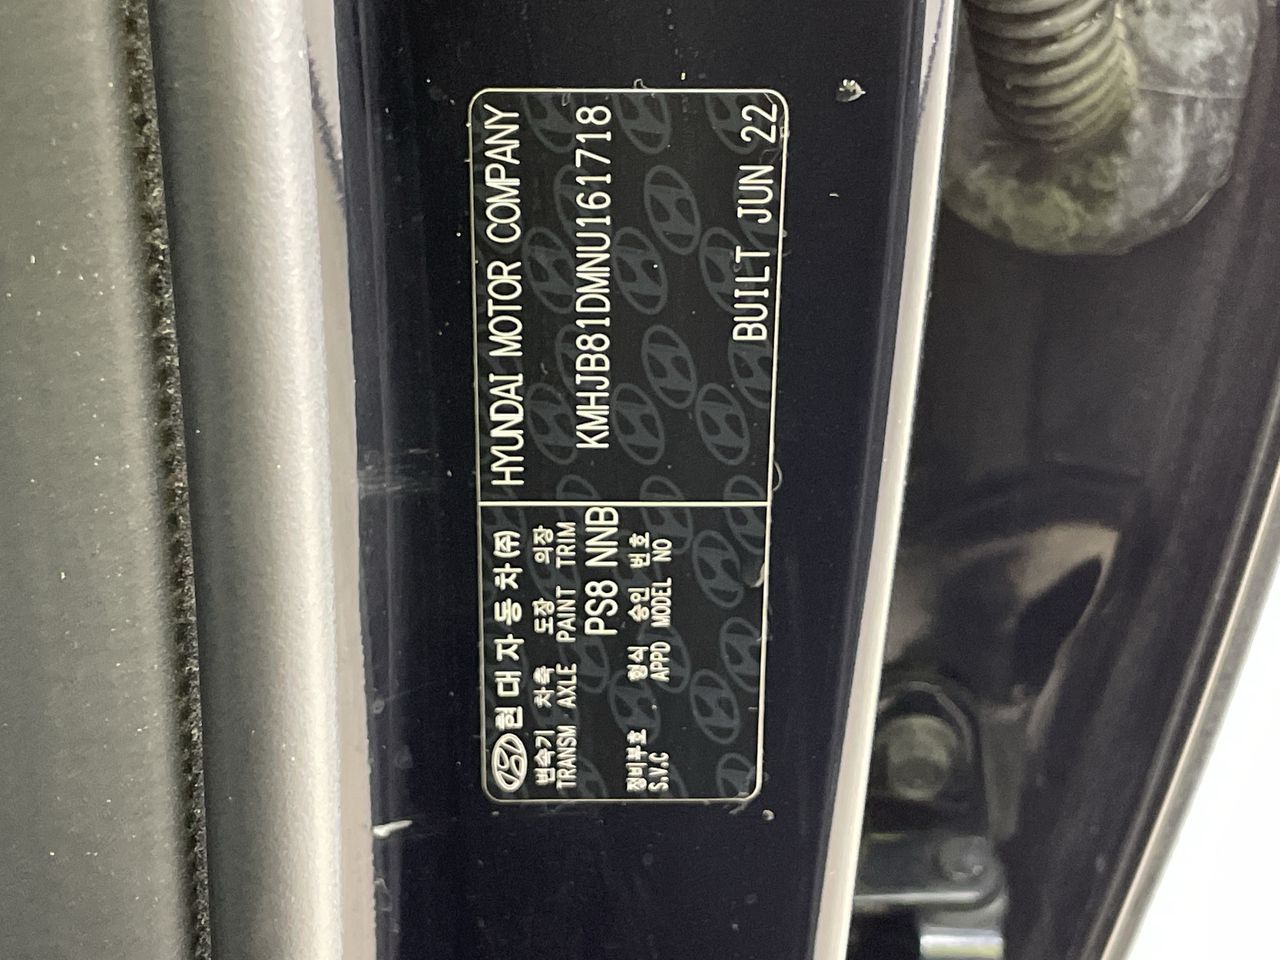 현대자동차(주)
변속기 차축 도장 의장
TRANSM AXLE PAINT TRIM
PS8 NNB
정비부호 형식 승인 번호
S.V.C APPD MODEL NO
HYUNDAI MOTOR COMPANY
KMHJB81DMNU161718
BUILT JUN 22